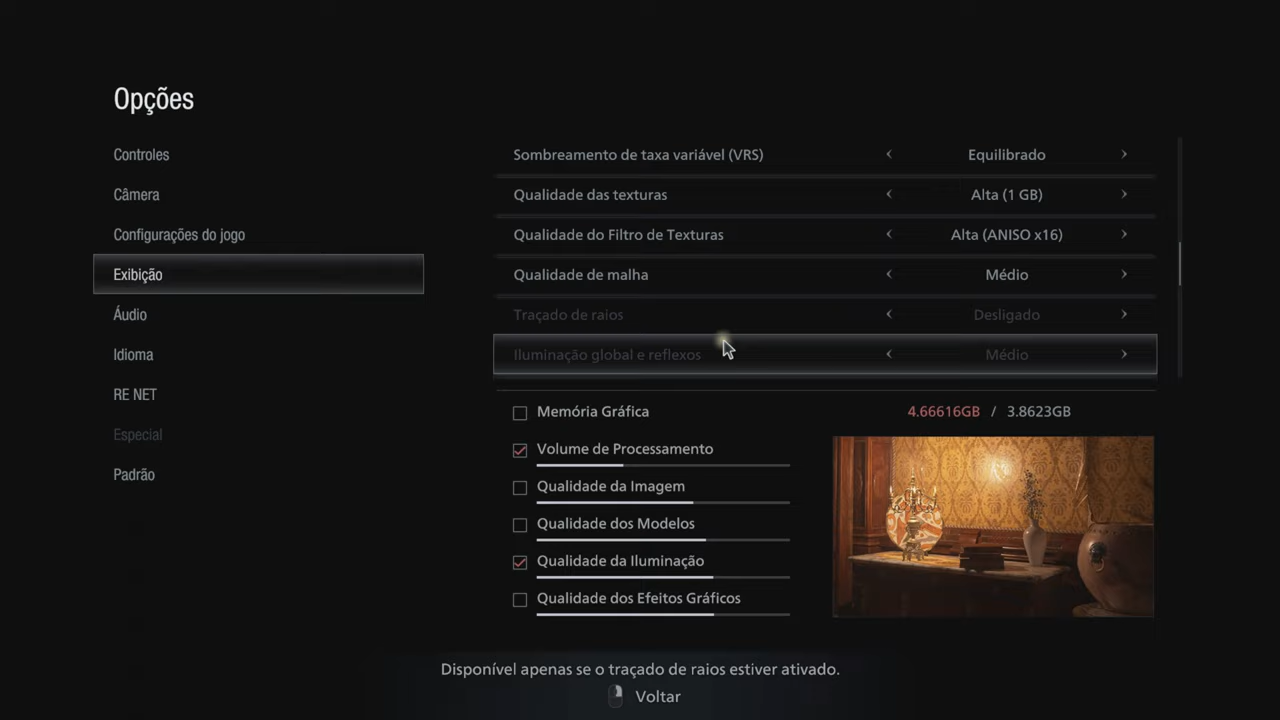 Opções
Controles
Câmera
Configurações do jogo
Exibição
Áudio
Idioma
RE NET
Especial
Padrão
Sombreamento de taxa variável (VRS) Equilibrado
Qualidade das texturas Alta (1 GB)
Qualidade do Filtro de Texturas Alta (ANISO x16)
Qualidade de malha Médio
Traçado de raios Desligado
Iluminação global e reflexos Médio
Memória Gráfica 4.66616GB / 3.8623GB
Volume de Processamento
Qualidade da Imagem
Qualidade dos Modelos
Qualidade da Iluminação
Qualidade dos Efeitos Gráficos
Disponível apenas se o traçado de raios estiver ativado.
Voltar